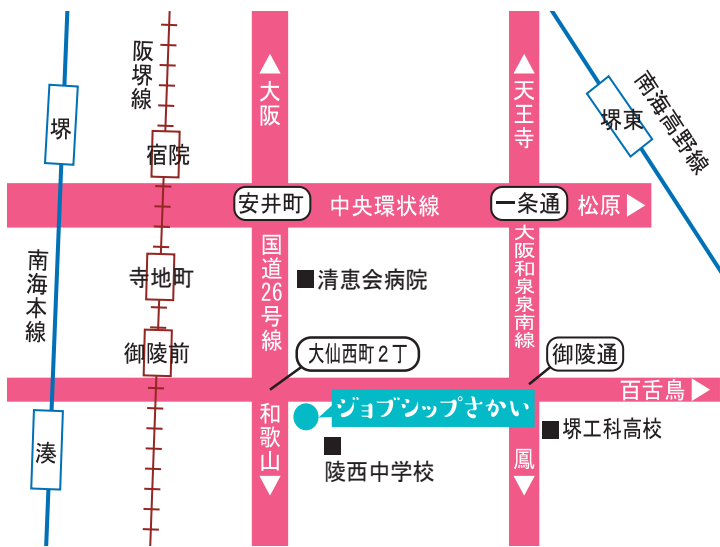 阪堺線
▲大阪
▲天王寺
南海高野線
堺
堺東
宿院
安井町
中央環状線
一条通
松原▶
南海本線
寺地町
国道26号線
■清恵会病院
大阪和泉泉南線
御陵前
大仙西町2丁
御陵通
百舌鳥▶
湊
和歌山▼
ジョブシップさかい
■堺工科高校
陵西中学校
鳳▼